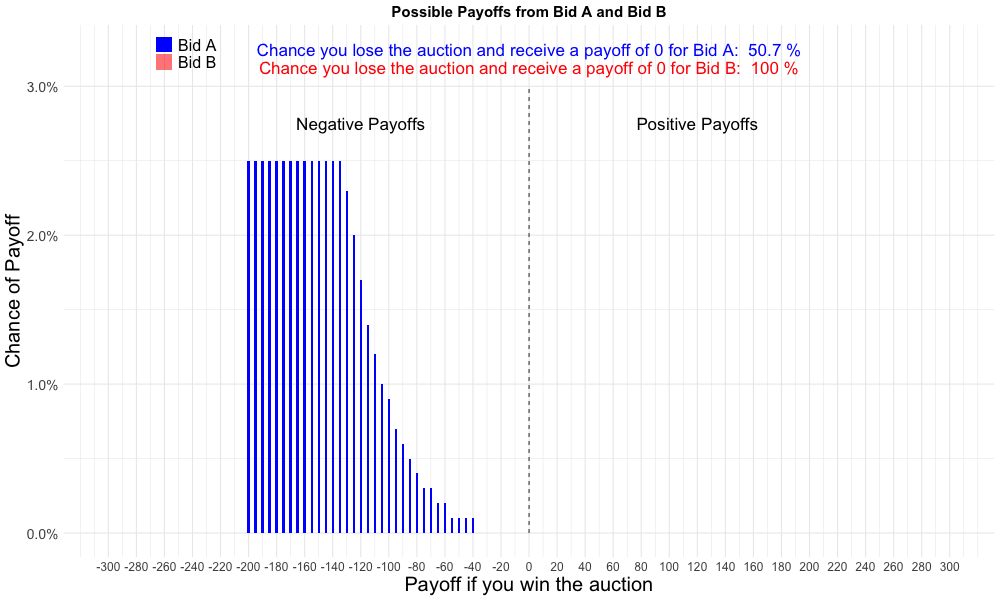 Possible Payoffs from Bid A and Bid B
Bid A
Bid B
Chance you lose the auction and receive a payoff of 0 for Bid A:  50.7 %
Chance you lose the auction and receive a payoff of 0 for Bid B:  100 %
Negative Payoffs
Positive Payoffs
Chance of Payoff
3.0%
2.0%
1.0%
0.0%
-300 -280 -260 -240 -220 -200 -180 -160 -140 -120 -100 -80 -60 -40 -20 0 20 40 60 80 100 120 140 160 180 200 220 240 260 280 300
Payoff if you win the auction